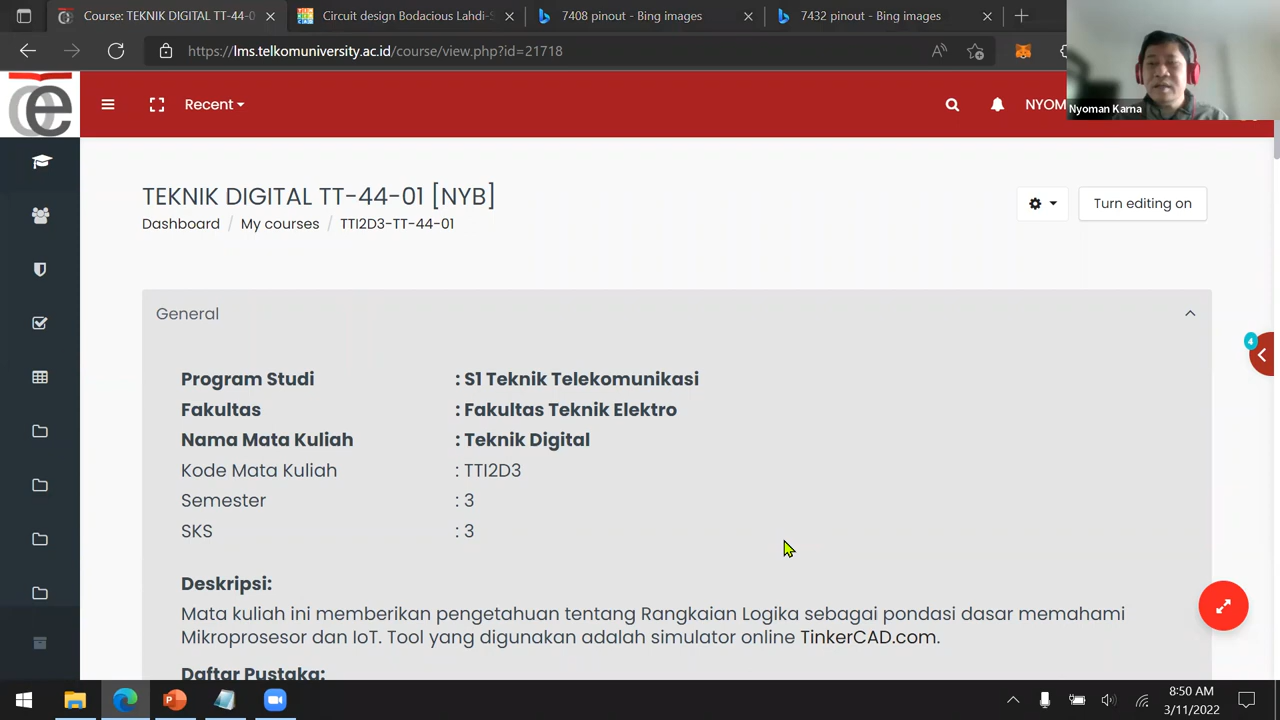 Course: TEKNIK DIGITAL TT-44-0
Circuit design Bodacious Lahdi-S
7408 pinout - Bing images
7432 pinout - Bing images
https://lms.telkomuniversity.ac.id/course/view.php?id=21718
Nyoman Karna
Recent
NYOM
TEKNIK DIGITAL TT-44-01 [NYB]
Dashboard / My courses / TTI2D3-TT-44-01
Turn editing on
General
4
Program Studi : S1 Teknik Telekomunikasi
Fakultas : Fakultas Teknik Elektro
Nama Mata Kuliah : Teknik Digital
Kode Mata Kuliah : TTI2D3
Semester : 3
SKS : 3
Deskripsi:
Mata kuliah ini memberikan pengetahuan tentang Rangkaian Logika sebagai pondasi dasar memahami
Mikroprosesor dan IoT. Tool yang digunakan adalah simulator online TinkerCAD.com.
Daftar Pustaka:
8:50 AM
3/11/2022